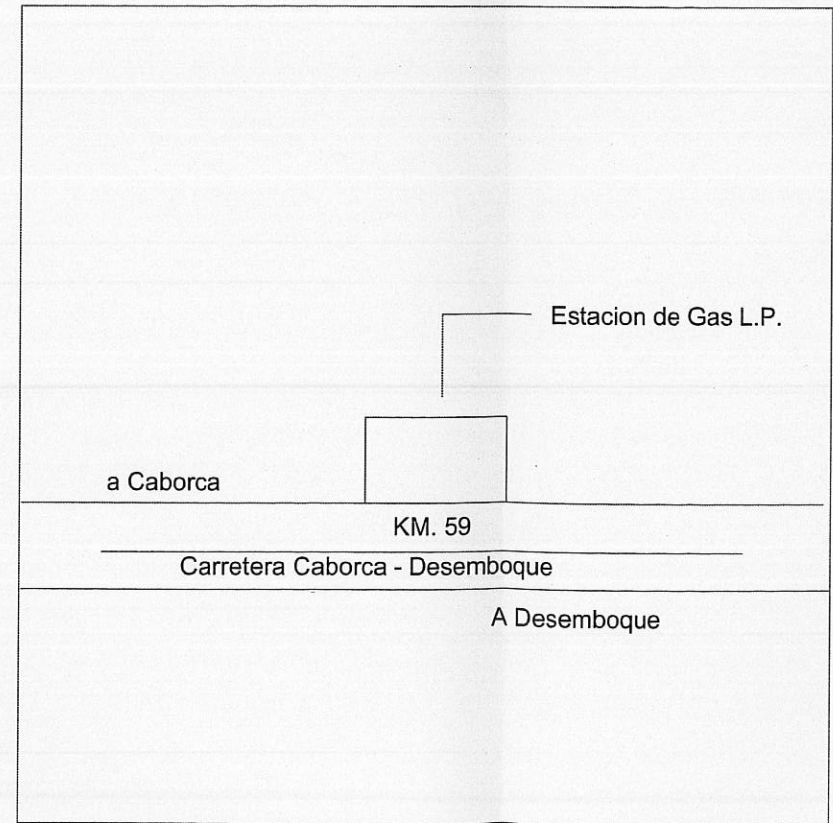 Estacion de Gas L.P.
a Caborca
KM. 59
Carretera Caborca - Desemboque
A Desemboque